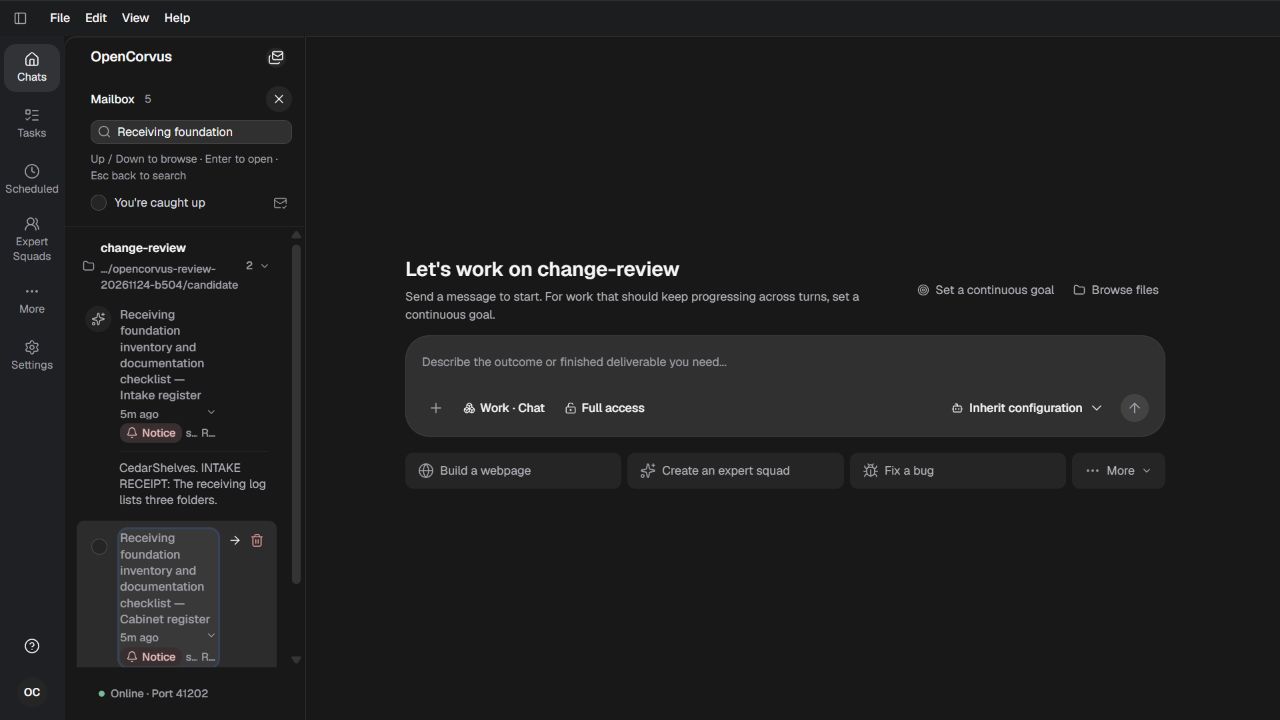 File Edit View Help
Chats
Tasks
Scheduled
Expert
Squads
More
Settings
OC
OpenCorvus
Mailbox 5
Receiving foundation
Up / Down to browse · Enter to open ·
Esc back to search
You're caught up
change-review
.../opencorvus-review-
20261124-b504/candidate
2
Receiving
foundation
inventory and
documentation
checklist —
Intake register
5m ago
Notice s... R...
CedarShelves. INTAKE
RECEIPT: The receiving log
lists three folders.
Receiving
foundation
inventory and
documentation
checklist —
Cabinet register
5m ago
Notice s... R...
Online · Port 41202
Let's work on change-review
Send a message to start. For work that should keep progressing across turns, set a
continuous goal.
Set a continuous goal
Browse files
Describe the outcome or finished deliverable you need...
Work · Chat
Full access
Inherit configuration
Build a webpage
Create an expert squad
Fix a bug
More